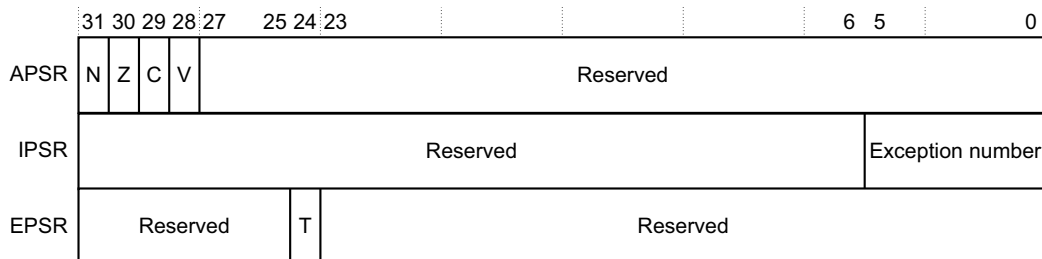 31 30 29 28 27 25 24 23 6 5 0
APSR N Z C V Reserved
IPSR Reserved Exception number
EPSR Reserved T Reserved